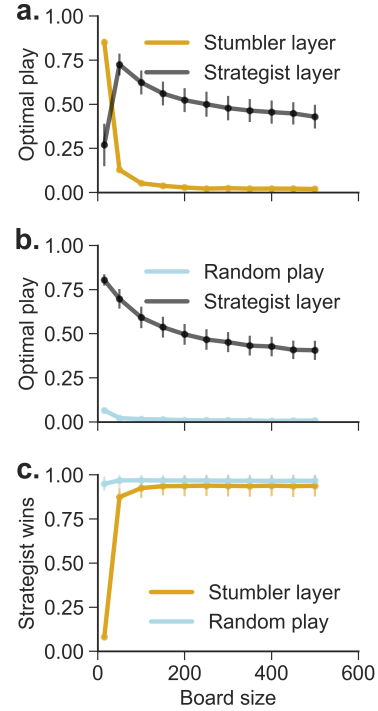 a.
1.00
0.75
0.50
0.25
0.00
Optimal play
Stumbler layer
Strategist layer
b.
1.00
0.75
0.50
0.25
0.00
Optimal play
Random play
Strategist layer
c.
1.00
0.75
0.50
0.25
0.00
Strategist wins
Stumbler layer
Random play
0
200
400
600
Board size